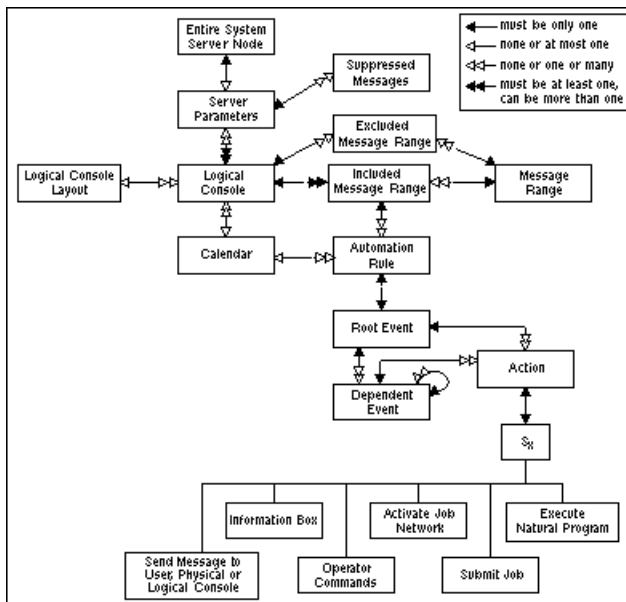 Entire System
Server Node
must be only one
none or at most one
none or one or many
must be at least one,
can be more than one
Suppressed
Messages
Server
Parameters
Excluded
Message Range
Logical Console
Layout
Logical
Console
Included
Message Range
Message
Range
Calendar
Automation
Rule
Root Event
Action
Dependent
Event
Sx
Information Box
Activate Job
Network
Execute
Natural Program
Send Message to
User, Physical or
Logical Console
Operator
Commands
Submit Job